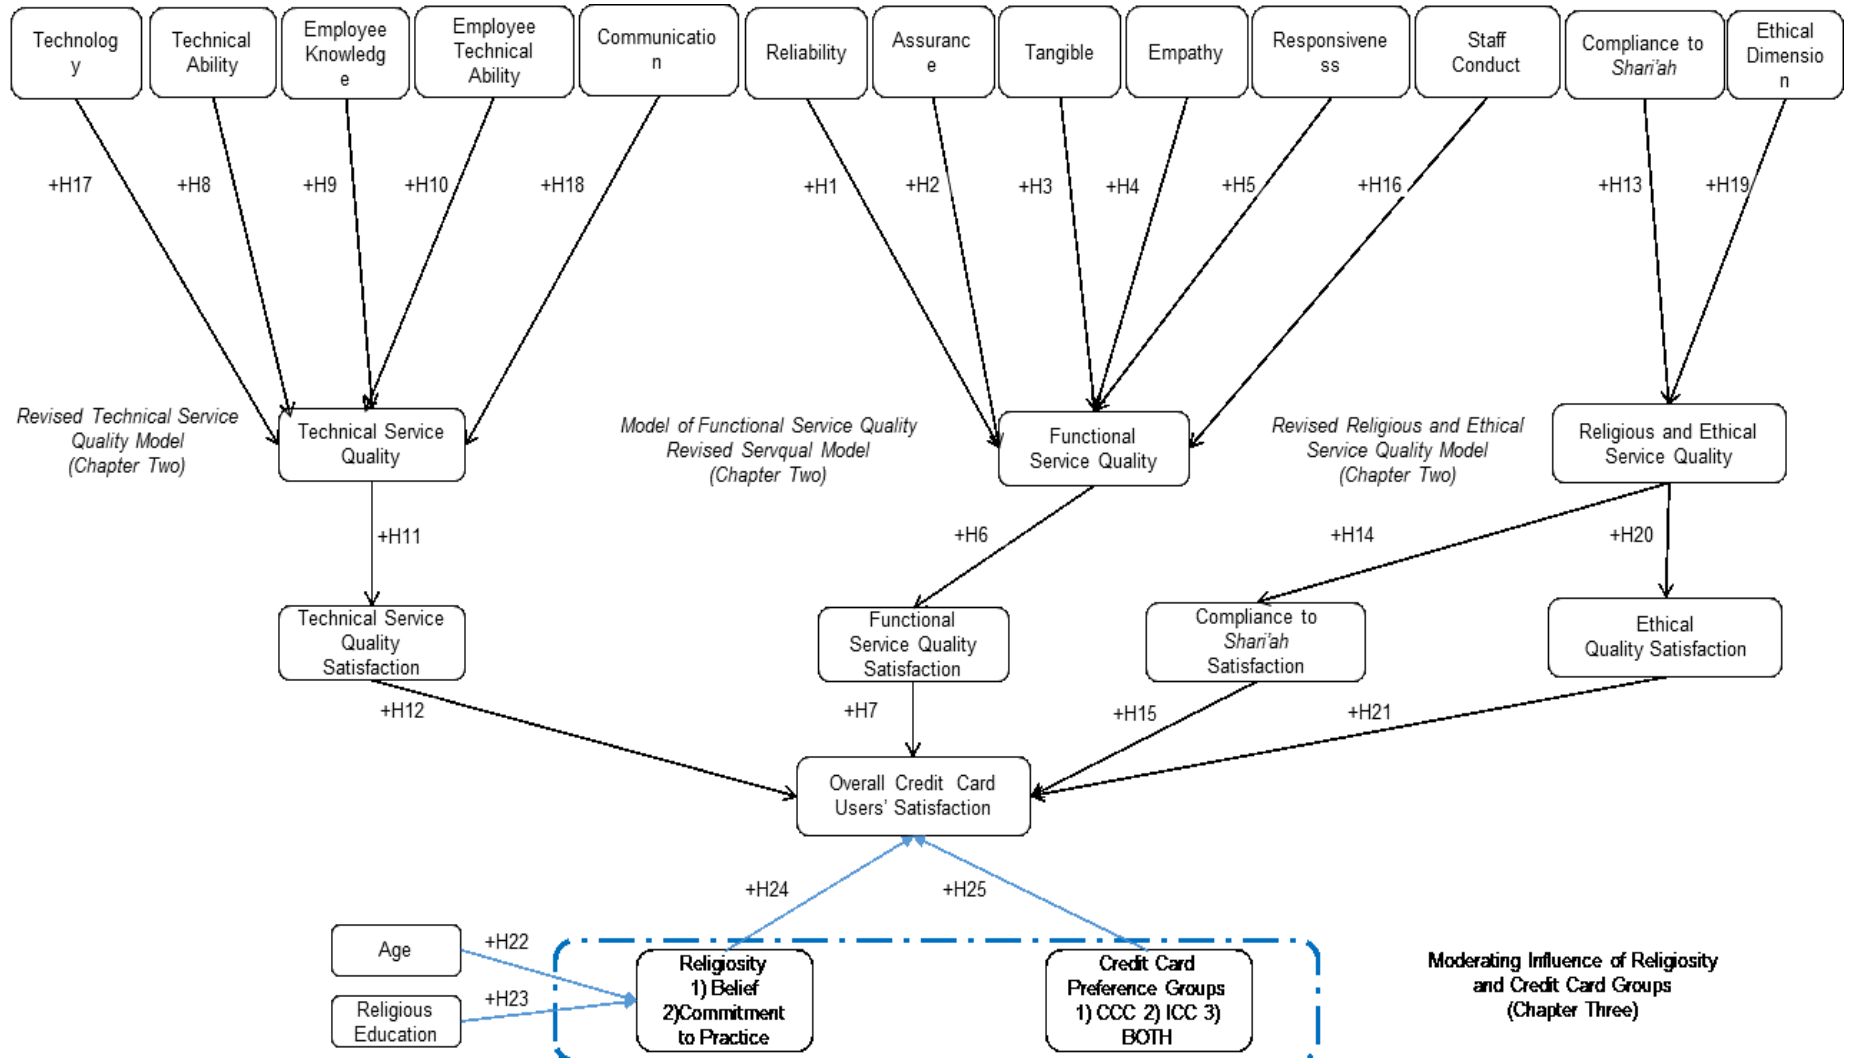 Technolog
y
Technical
Ability
Employee
Knowledg
e
Employee
Technical
Ability
Communicatio
n
Reliability
Assuranc
e
Tangible
Empathy
Responsivene
ss
Staff
Conduct
Compliance to
Shari'ah
Ethical
Dimensio
n
+H17
+H8
+H9
+H10
+H18
+H1
+H2
+H3
+H4
+H5
+H16
+H13
+H19
Revised Technical Service
Quality Model
(Chapter Two)
Technical Service
Quality
Model of Functional Service Quality
Revised Servqual Model
(Chapter Two)
Functional
Service Quality
Revised Religious and Ethical
Service Quality Model
(Chapter Two)
Religious and Ethical
Service Quality
+H11
+H6
+H14
+H20
Technical Service
Quality
Satisfaction
Functional
Service Quality
Satisfaction
Compliance to
Shari'ah
Satisfaction
Ethical
Quality Satisfaction
+H12
+H7
+H15
+H21
Overall Credit Card
Users' Satisfaction
+H24
+H25
Age
+H22
Religious
Education
+H23
Religiosity
1) Belief
2)Commitment
to Practice
Credit Card
Preference Groups
1) CCC 2) ICC 3)
BOTH
Moderating Influence of Religiosity
and Credit Card Groups
(Chapter Three)